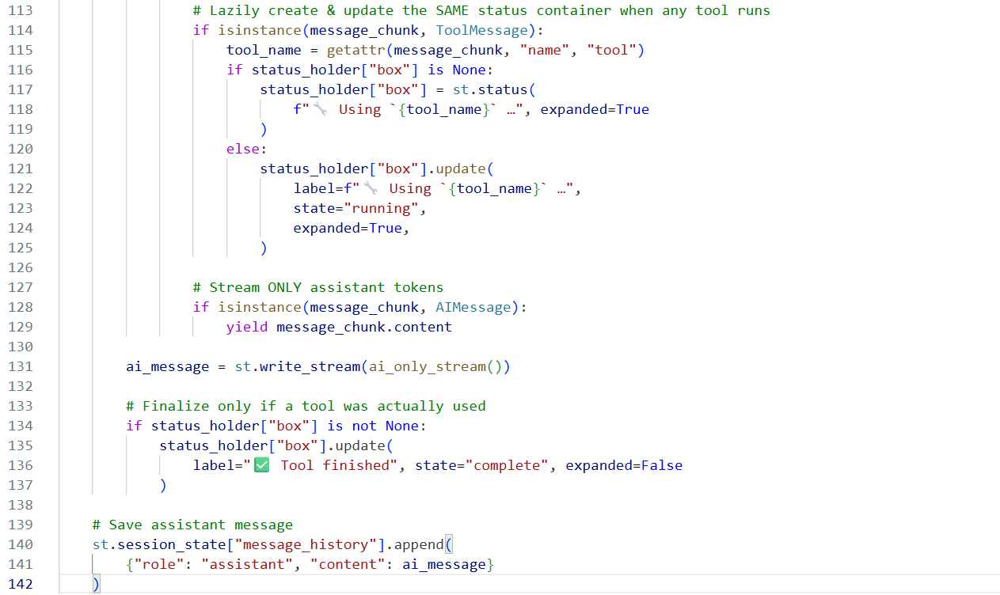 113 # Lazily create & update the SAME status container when any tool runs
114 if isinstance(message_chunk, ToolMessage):
115 tool_name = getattr(message_chunk, "name", "tool")
116 if status_holder["box"] is None:
117 status_holder["box"] = st.status(
118 f"🔧 Using `{tool_name}` …", expanded=True
119 )
120 else:
121 status_holder["box"].update(
122 label=f"🔧 Using `{tool_name}` …",
123 state="running",
124 expanded=True,
125 )
126
127 # Stream ONLY assistant tokens
128 if isinstance(message_chunk, AIMessage):
129 yield message_chunk.content
130
131 ai_message = st.write_stream(ai_only_stream())
132
133 # Finalize only if a tool was actually used
134 if status_holder["box"] is not None:
135 status_holder["box"].update(
136 label="✅ Tool finished", state="complete", expanded=False
137 )
138
139 # Save assistant message
140 st.session_state["message_history"].append(
141 {"role": "assistant", "content": ai_message}
142 )